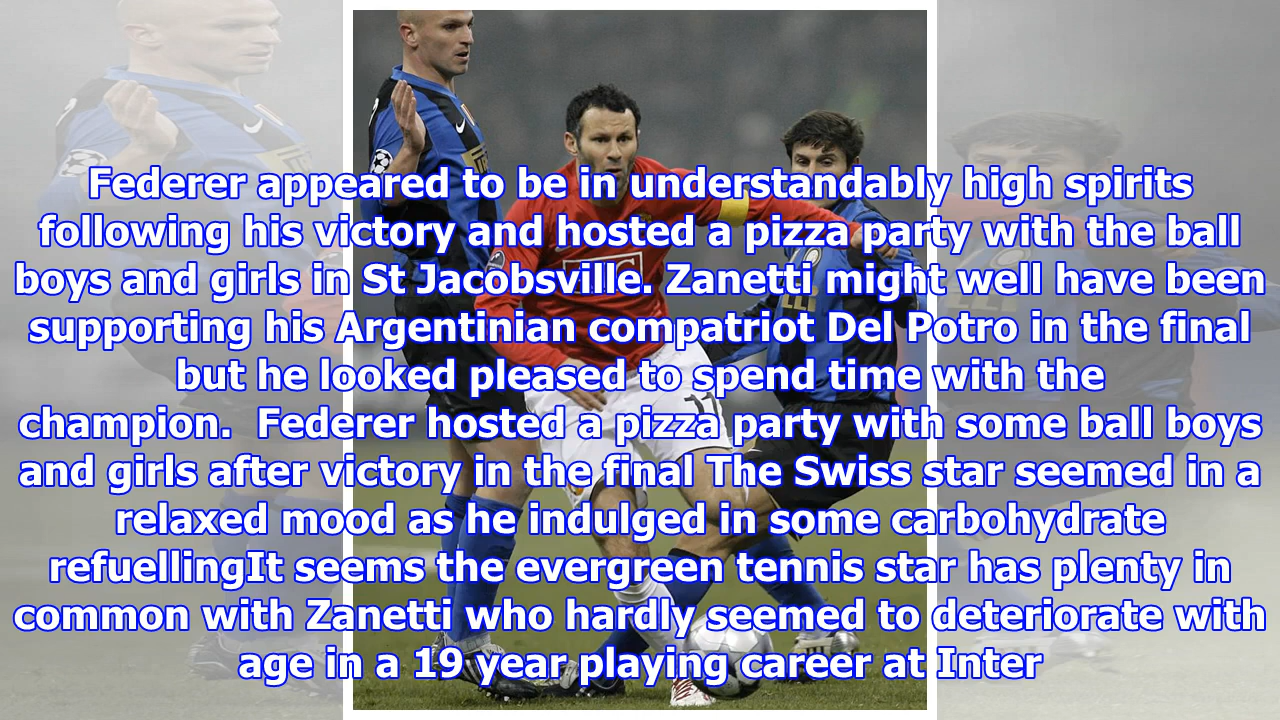 Federer appeared to be in understandably high spirits
following his victory and hosted a pizza party with the ball
boys and girls in St Jacobsville. Zanetti might well have been
supporting his Argentinian compatriot Del Potro in the final
but he looked pleased to spend time with the
champion.  Federer hosted a pizza party with some ball boys
and girls after victory in the final The Swiss star seemed in a
relaxed mood as he indulged in some carbohydrate
refuellingIt seems the evergreen tennis star has plenty in
common with Zanetti who hardly seemed to deteriorate with
age in a 19 year playing career at Inter
11